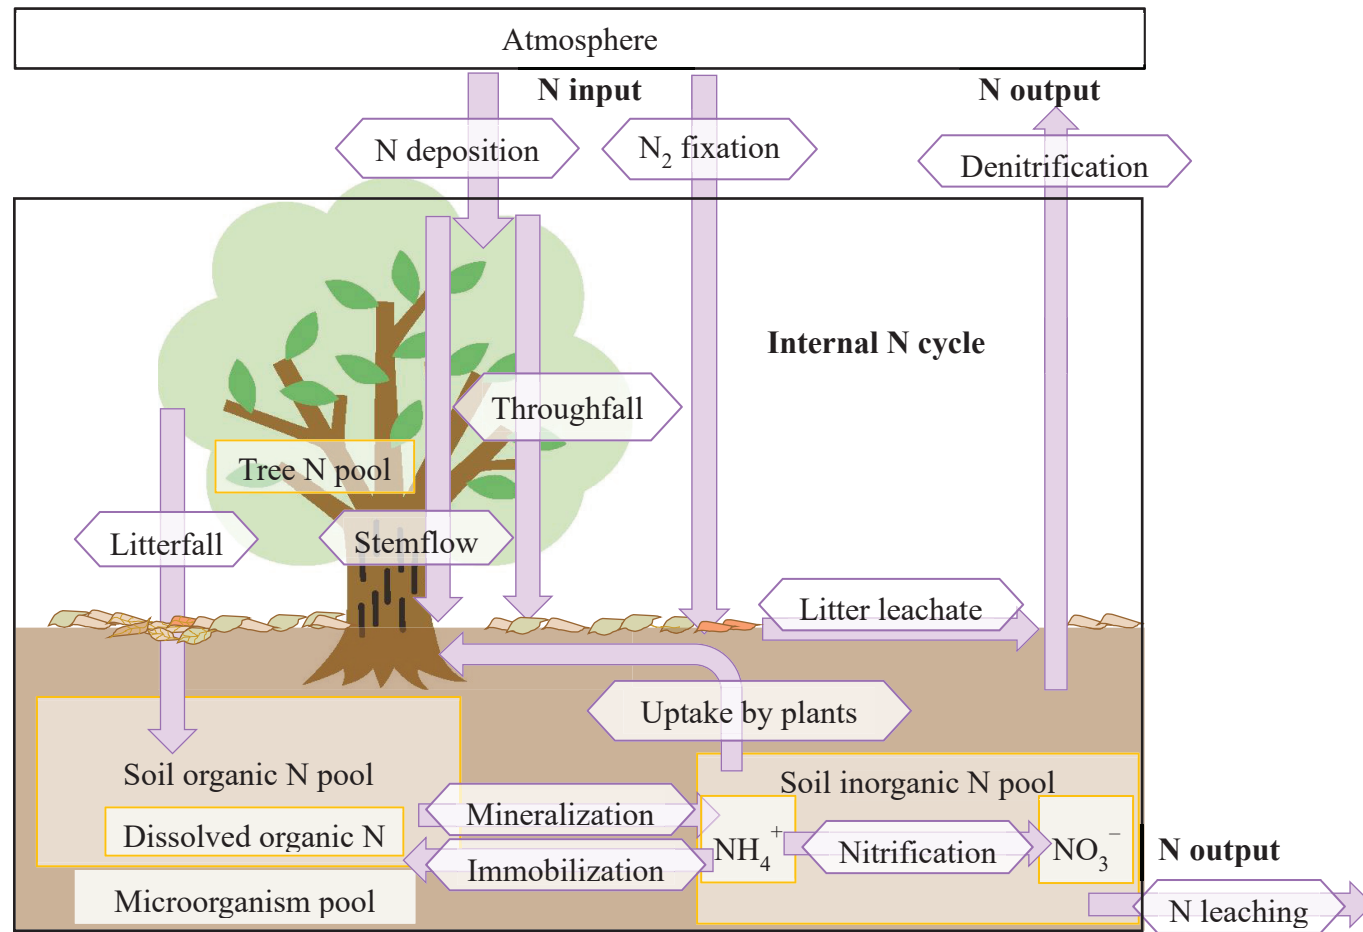 Atmosphere
N input
N output
N deposition
N₂ fixation
Denitrification
Internal N cycle
Throughfall
Tree N pool
Litterfall
Stemflow
Litter leachate
Uptake by plants
Soil organic N pool
Soil inorganic N pool
Mineralization
Dissolved organic N
NH₄⁺
Nitrification
NO₃⁻
N output
Immobilization
Microorganism pool
N leaching